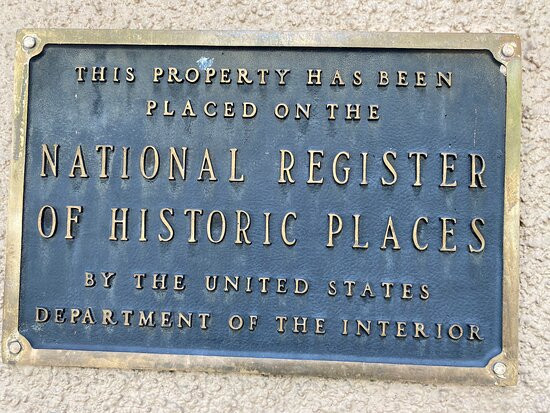 THIS PROPERTY HAS BEEN
PLACED ON THE
NATIONAL REGISTER
OF HISTORIC PLACES
BY THE UNITED STATES
DEPARTMENT OF THE INTERIOR